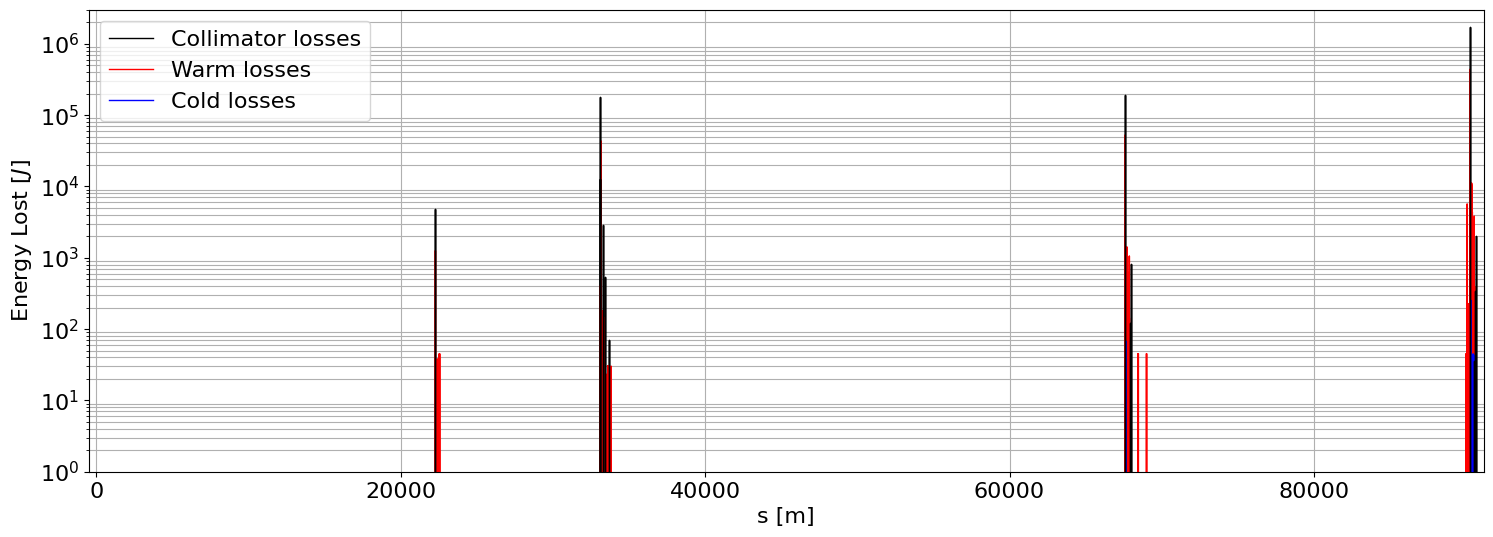 Collimator losses
Warm losses
Cold losses
Energy Lost [J]
10^6
10^5
10^4
10^3
10^2
10^1
10^0
0 20000 40000 60000 80000
s [m]